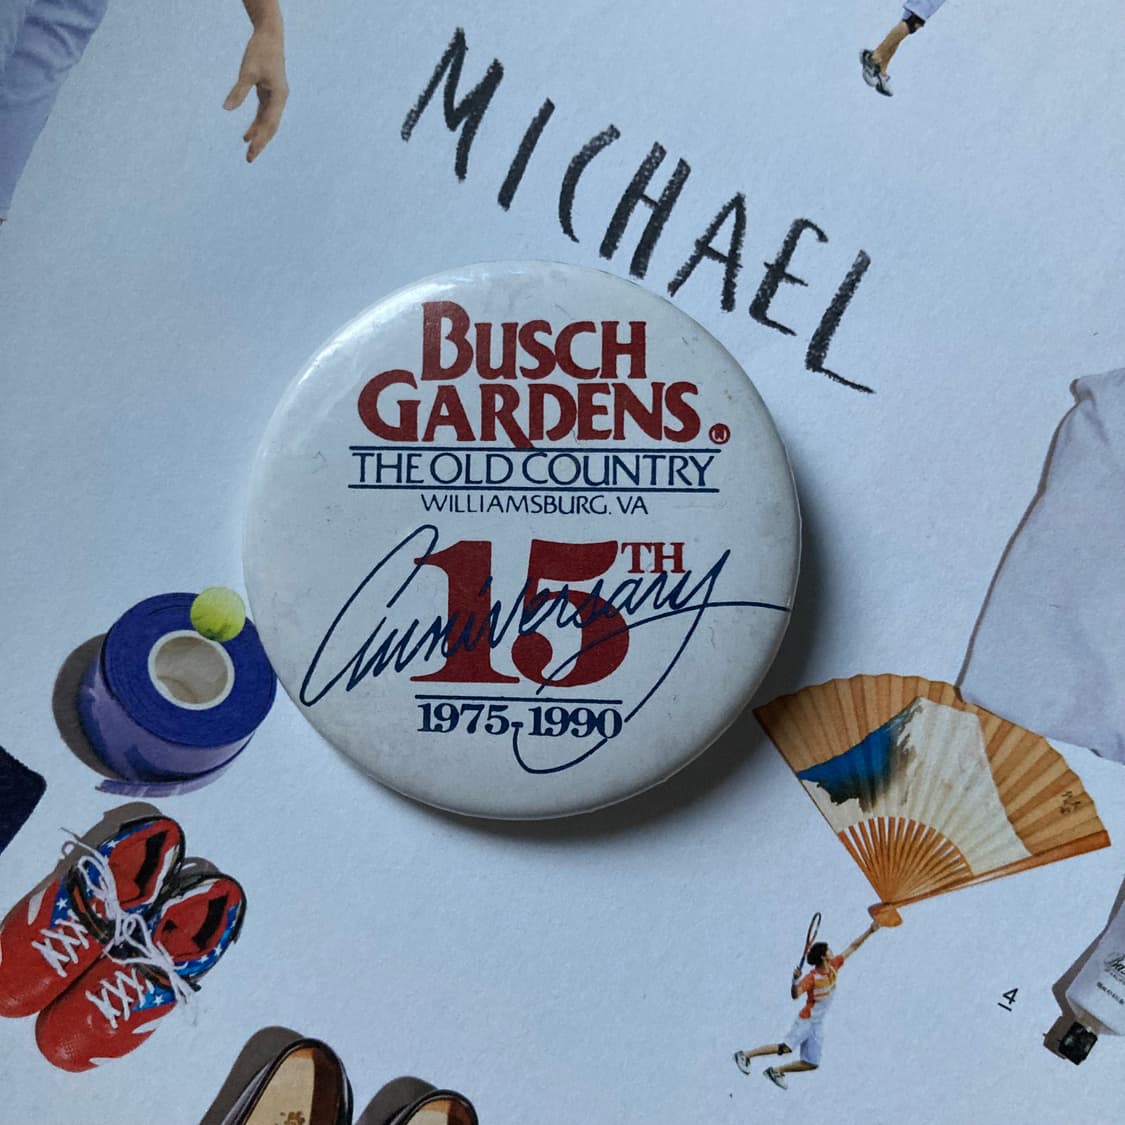 MICHAEL
BUSCH
GARDENS®
THE OLD COUNTRY
WILLIAMSBURG, VA
15TH
Anniversary
1975-1990
4